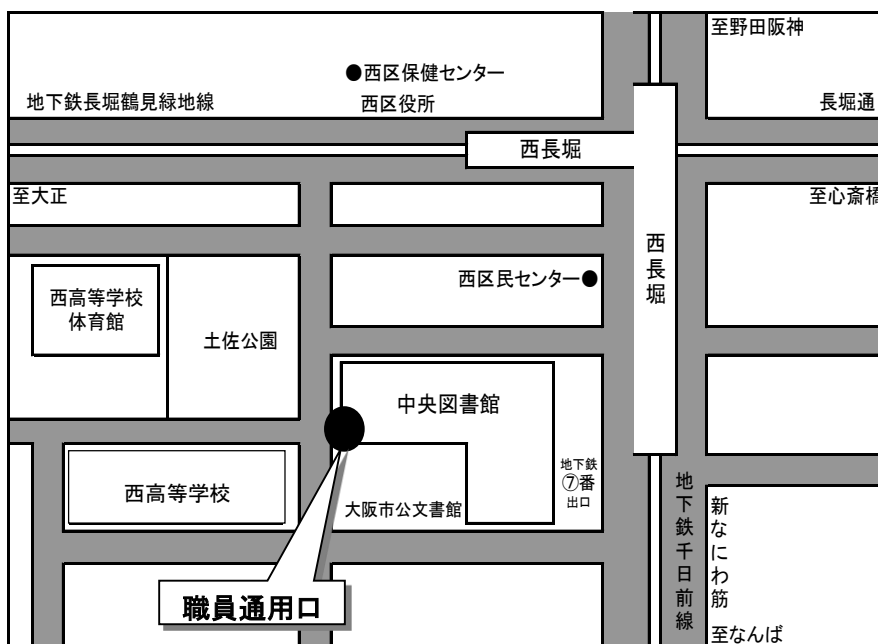 至野田阪神
●西区保健センター
地下鉄長堀鶴見緑地線
西区役所
長堀通
西長堀
至大正
至心斎橋
西長堀
西区民センター●
西高等学校
体育館
土佐公園
中央図書館
地下鉄
⑦番
出口
西高等学校
大阪市公文書館
地下鉄千日前線
新なにわ筋
職員通用口
至なんば